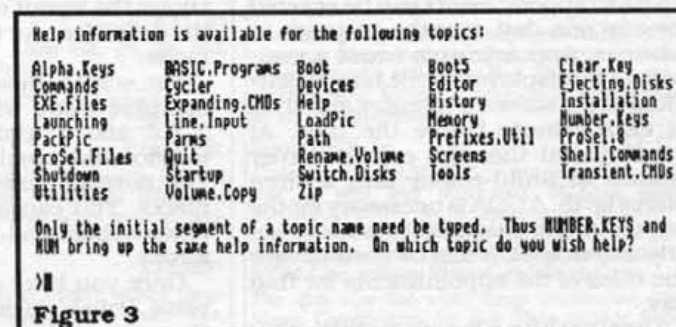 Help information is available for the following topics:
Alpha.Keys BASIC.Programs Boot Boot5 Clear.Key
Commands Cycler Devices Editor Ejecting.Disks
EXE.Files Expanding.CMDs Help History Installation
Launching Line.Input LoadPic Memory Number.Keys
PackPic Parms Path Prefixes.Util ProSel.8
ProSel.Files Quit Rename.Volume Screens Shell.Commands
Shutdown Startup Switch.Disks Tools Transient.CMDs
Utilities Volume.Copy Zip
Only the initial segment of a topic name need be typed. Thus NUMBER.KEYS and
NUM bring up the same help information. On which topic do you wish help?
)
Figure 3